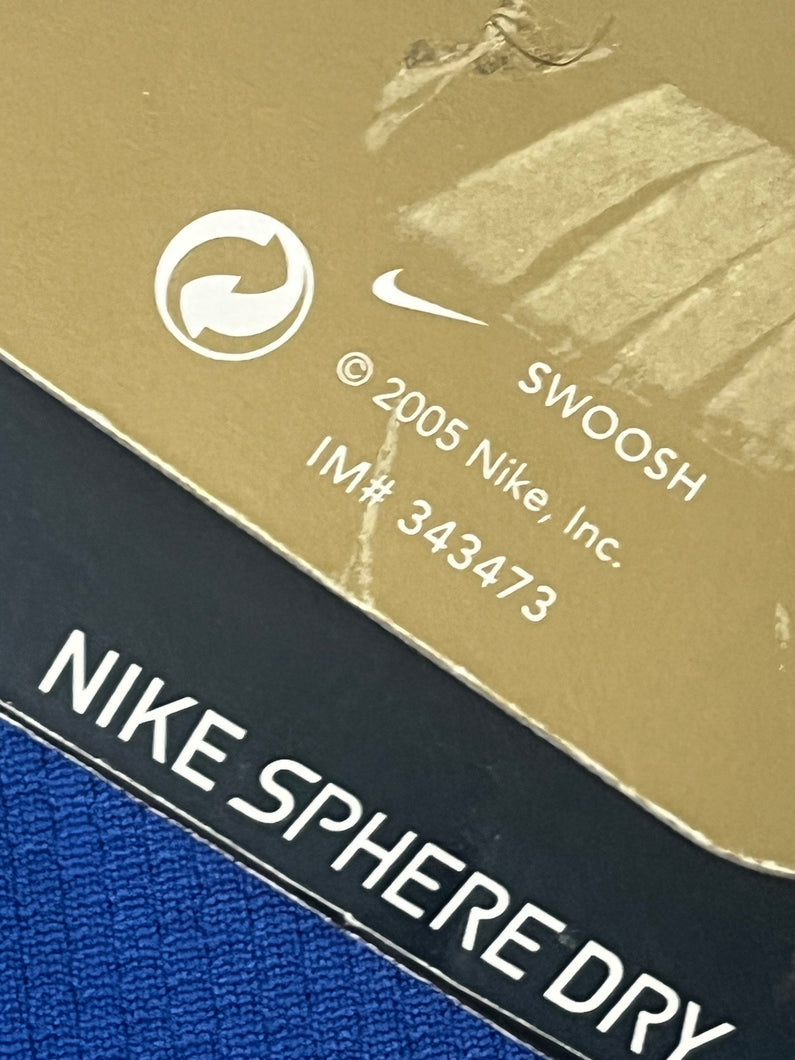 SWOOSH
© 2005 Nike, Inc.
IM# 343473
NIKE SPHERE DRY